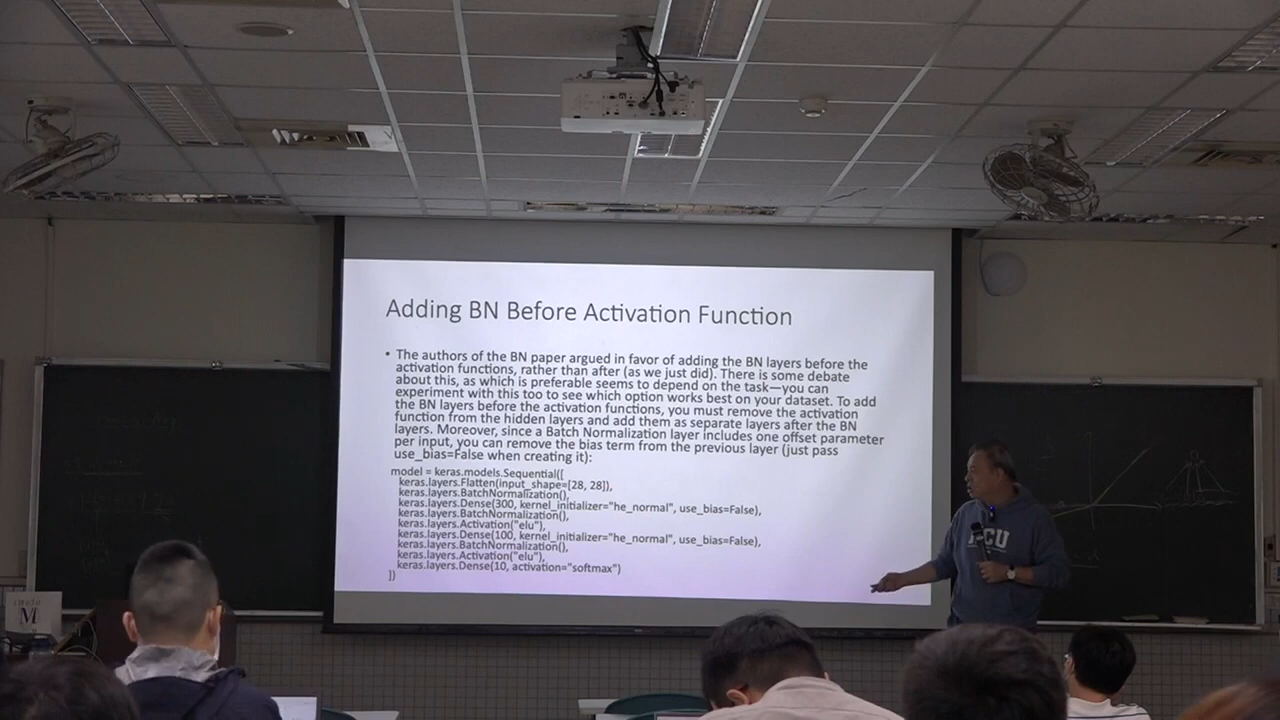 Adding BN Before Activation Function
• The authors of the BN paper argued in favor of adding the BN layers before the
activation functions, rather than after (as we just did). There is some debate
about this, as which is preferable seems to depend on the task—you can
experiment with this too to see which option works best on your dataset. To add
the BN layers before the activation functions, you must remove the activation
function from the hidden layers and add them as separate layers after the BN
layers. Moreover, since a Batch Normalization layer includes one offset parameter
per input, you can remove the bias term from the previous layer (just pass
use_bias=False when creating it):
model = keras.models.Sequential([
keras.layers.Flatten(input_shape=[28, 28]),
keras.layers.BatchNormalization(),
keras.layers.Dense(300, kernel_initializer="he_normal", use_bias=False),
keras.layers.BatchNormalization(),
keras.layers.Activation("elu"),
keras.layers.Dense(100, kernel_initializer="he_normal", use_bias=False),
keras.layers.BatchNormalization(),
keras.layers.Activation("elu"),
keras.layers.Dense(10, activation="softmax")
])
M